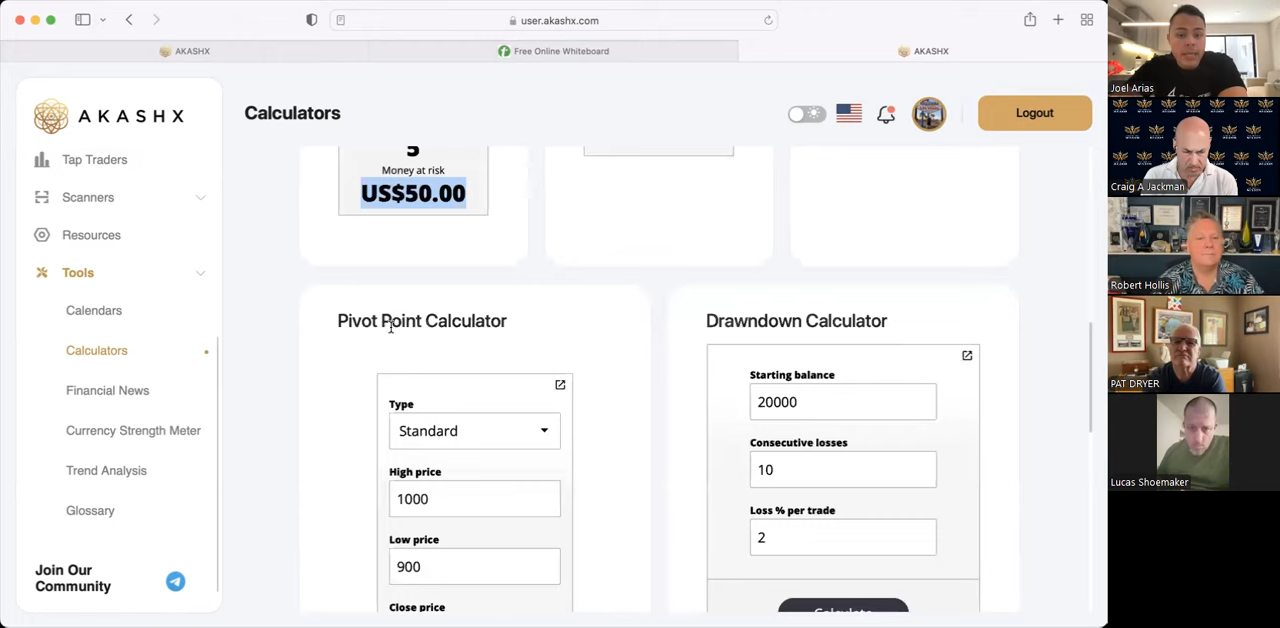 user.akashx.com
AKASHX
Free Online Whiteboard
AKASHX
AKASHX
Calculators
Logout
Tap Traders
Scanners
Resources
Tools
Calendars
Calculators
Financial News
Currency Strength Meter
Trend Analysis
Glossary
Join Our
Community
5
Money at risk
US$50.00
Pivot Point Calculator
Type
Standard
High price
1000
Low price
900
Close price
Drawndown Calculator
Starting balance
20000
Consecutive losses
10
Loss % per trade
2
Calculate
Joel Arias
Craig A Jackman
Robert Hollis
PAT DRYER
Lucas Shoemaker